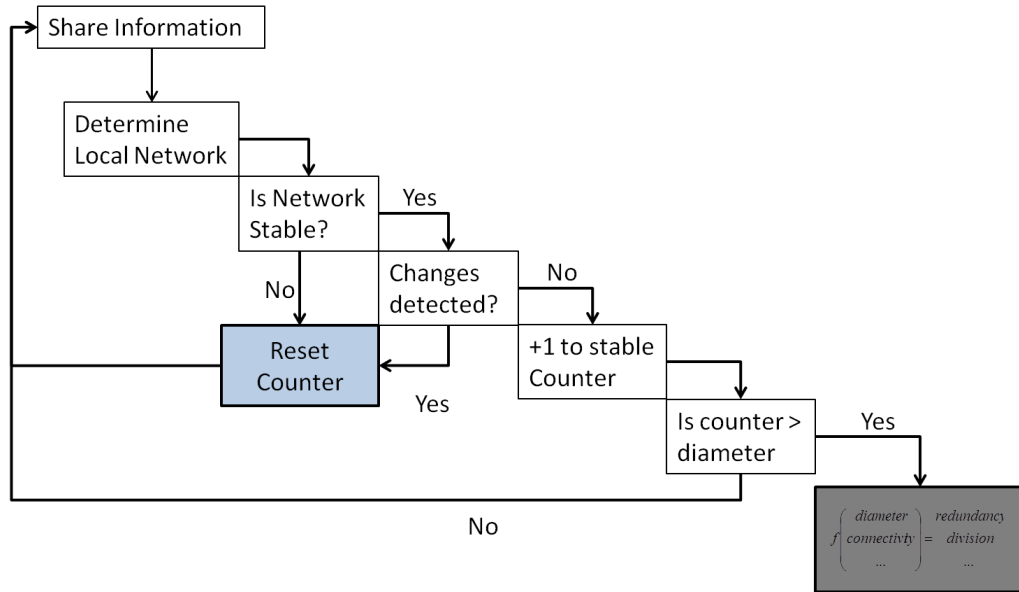 Share Information
Determine
Local Network
Is Network
Stable?
Yes
No
Changes
detected?
No
Reset
Counter
Yes
+1 to stable
Counter
Is counter >
diameter
Yes
No
diameter redundancy
f ( connectivity ) = division
... ...